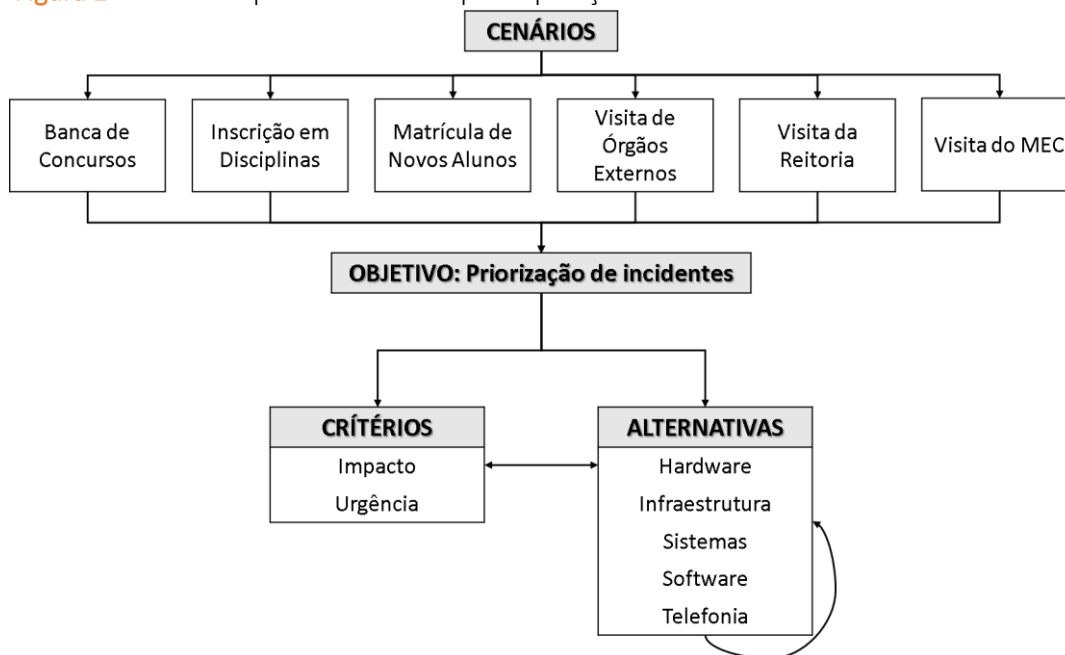 CENÁRIOS
Banca de
Concursos
Inscrição em
Disciplinas
Matrícula de
Novos Alunos
Visita de
Órgãos
Externos
Visita da
Reitoria
Visita do MEC
OBJETIVO: Priorização de incidentes
CRÍTÉRIOS
Impacto
Urgência
ALTERNATIVAS
Hardware
Infraestrutura
Sistemas
Software
Telefonia